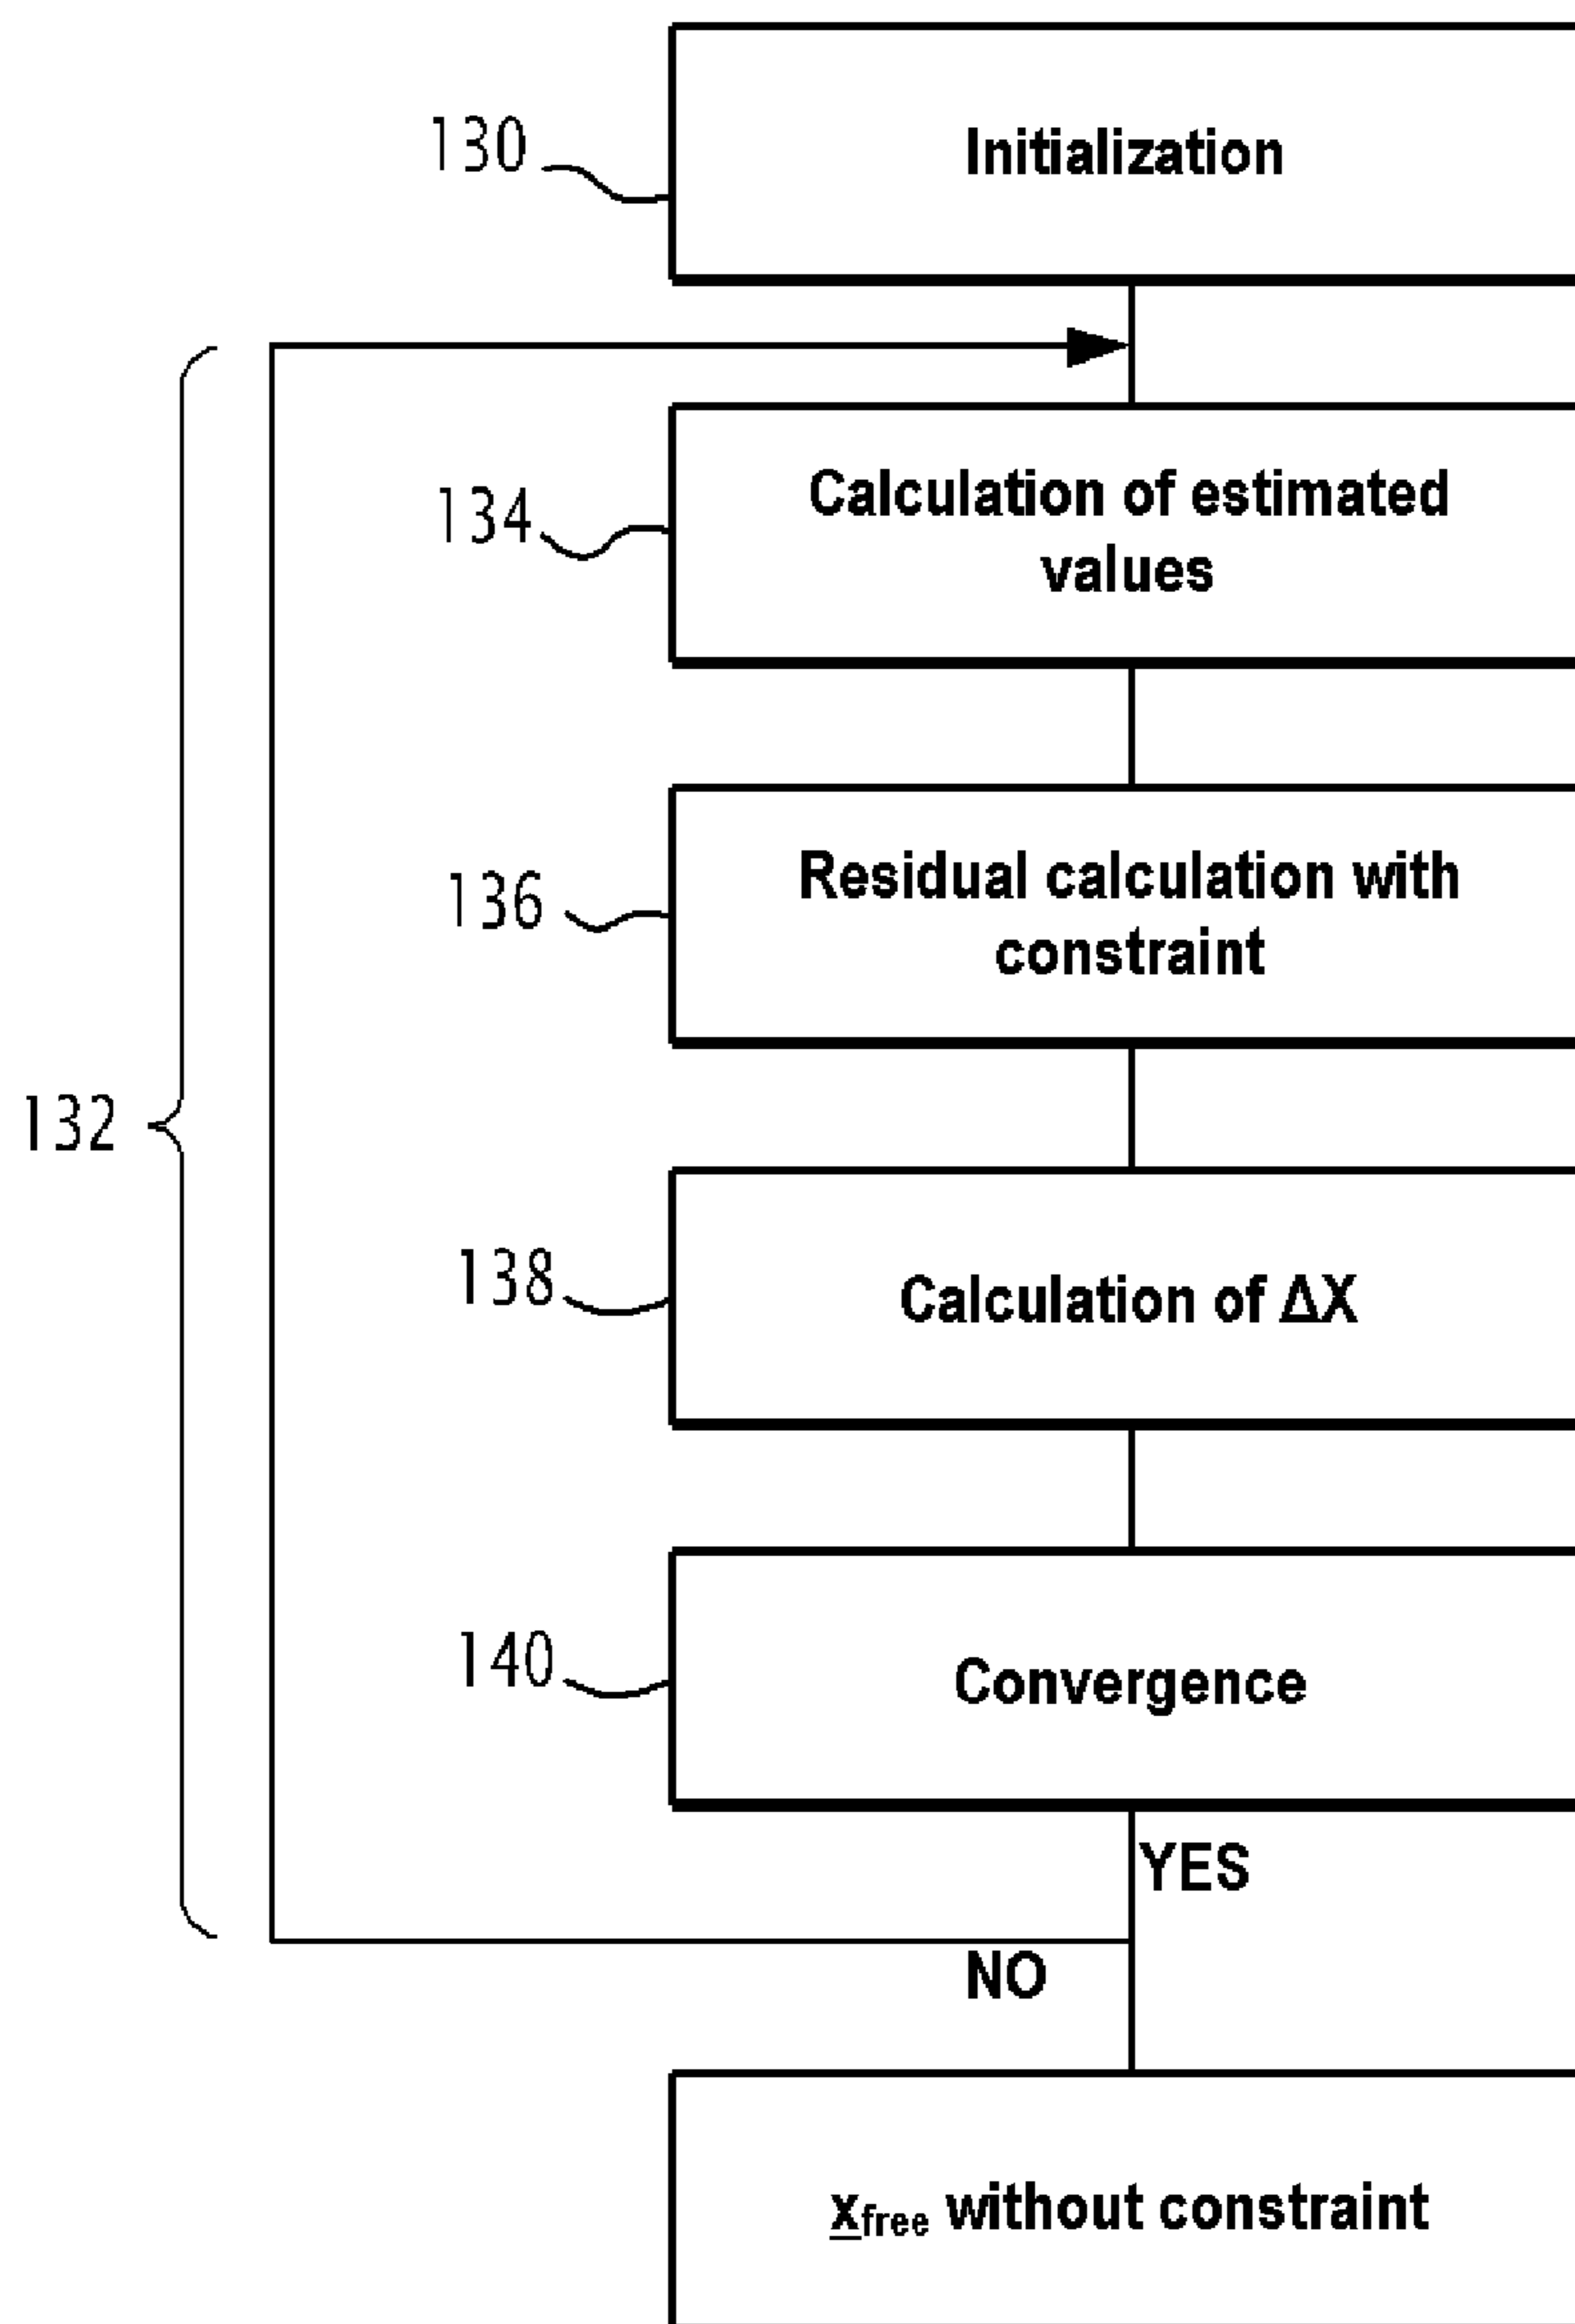 130
Initialization
134
Calculation of estimated
values
136
Residual calculation with
constraint
132
138
Calculation of ΔX
140
Convergence
YES
NO
x_free without constraint